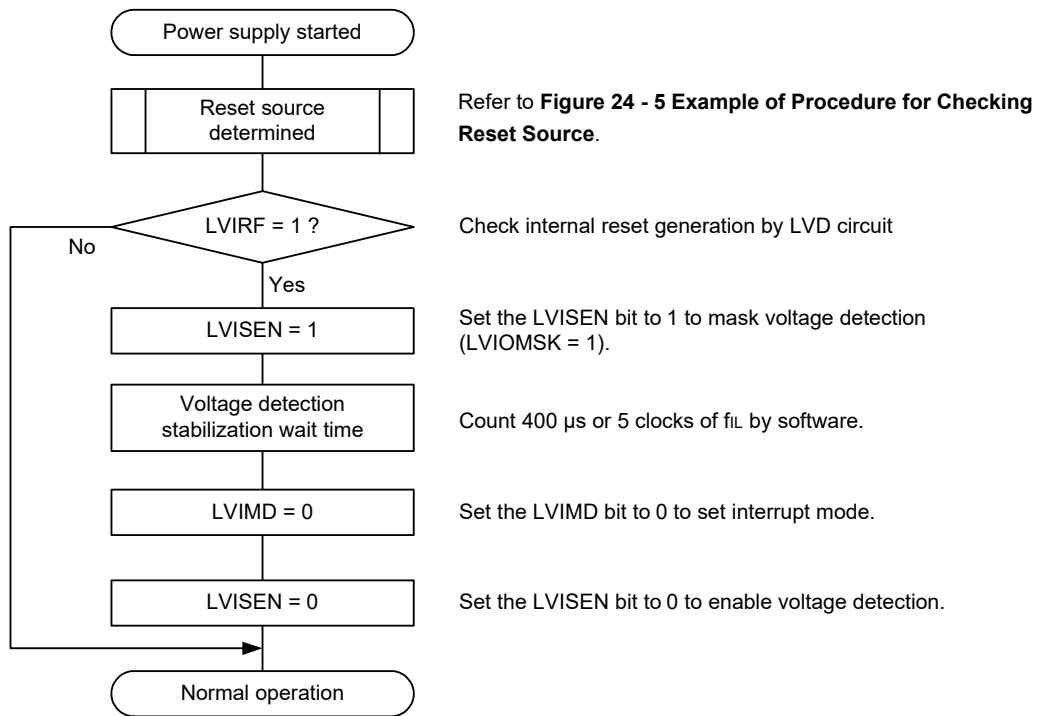 Power supply started
Reset source
determined
Refer to Figure 24 - 5 Example of Procedure for Checking
Reset Source.
LVIRF = 1 ?
Check internal reset generation by LVD circuit
No
Yes
LVISEN = 1
Set the LVISEN bit to 1 to mask voltage detection
(LVIOMSK = 1).
Voltage detection
stabilization wait time
Count 400 μs or 5 clocks of fIL by software.
LVIMD = 0
Set the LVIMD bit to 0 to set interrupt mode.
LVISEN = 0
Set the LVISEN bit to 0 to enable voltage detection.
Normal operation